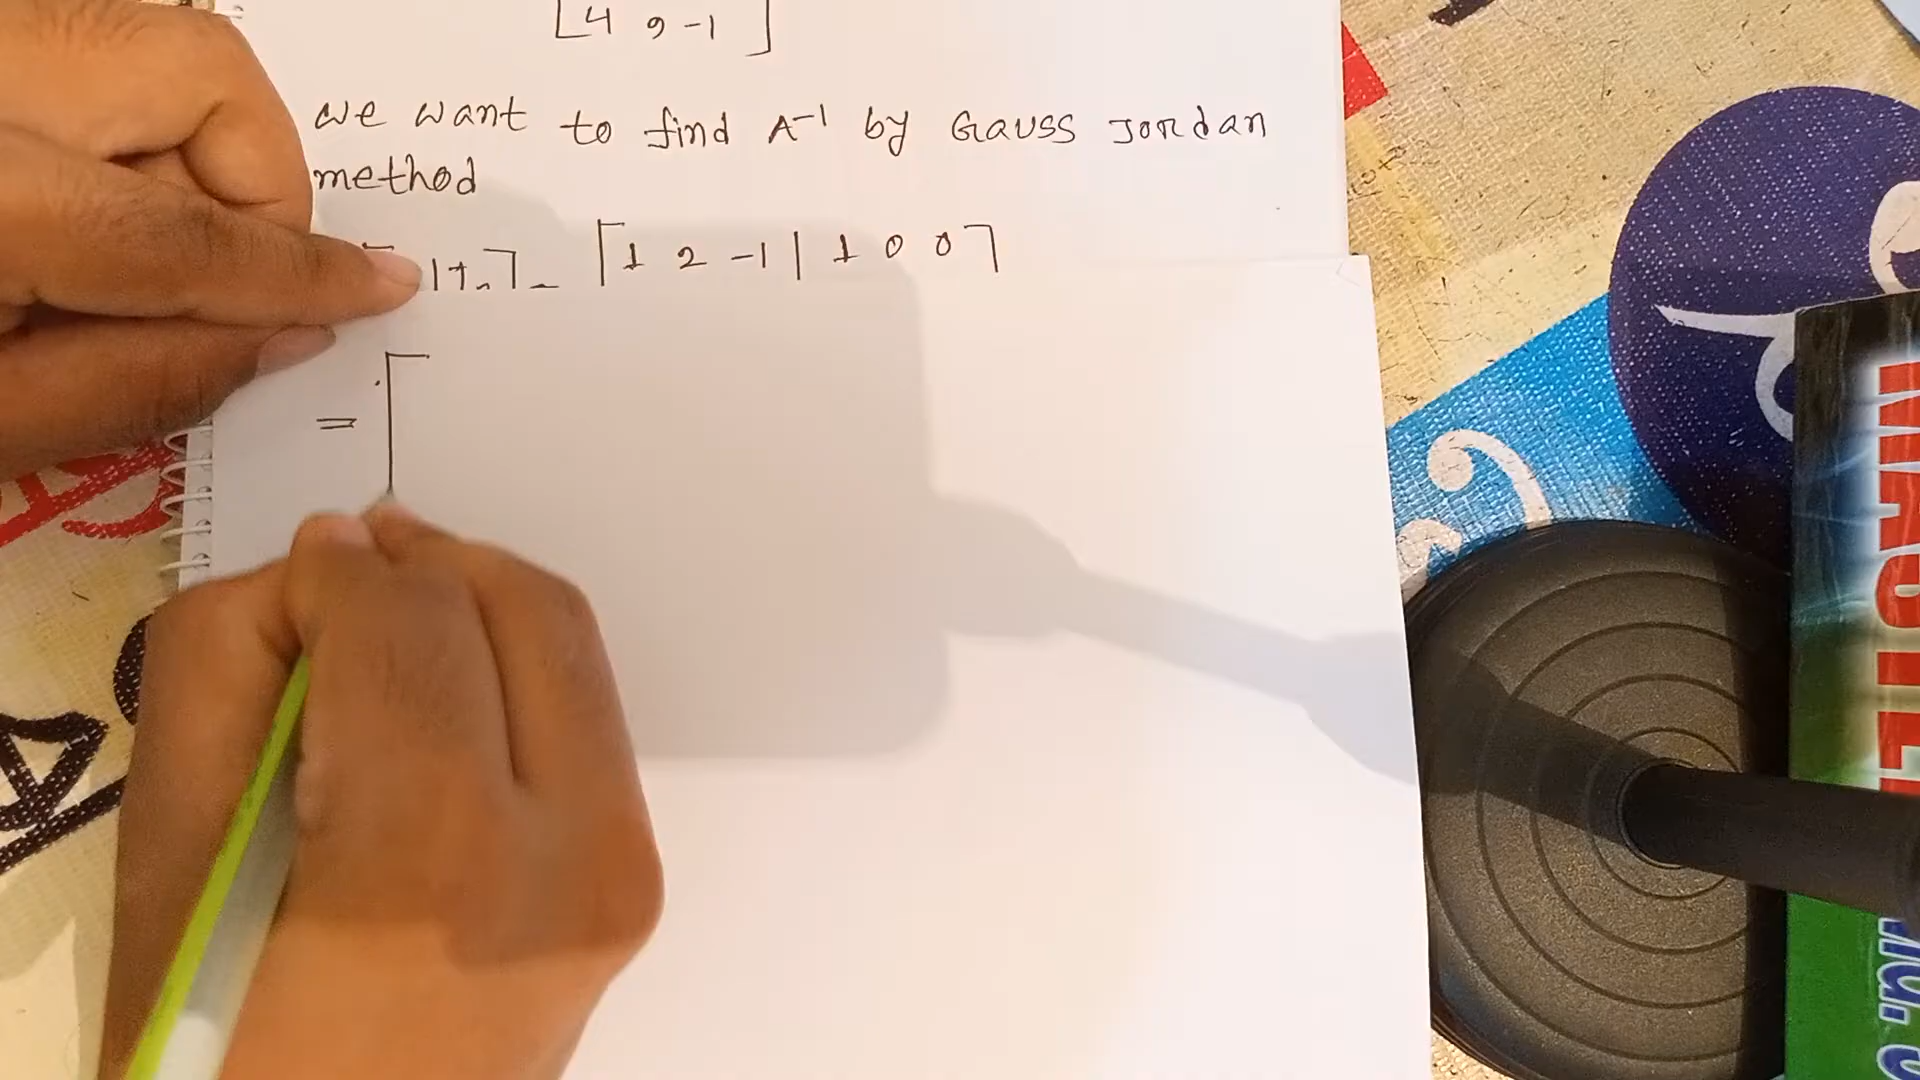 [4 9 -1]
we want to find A⁻¹ by Gauss Jordan
method
[1 2 -1 | 1 0 0]
= [